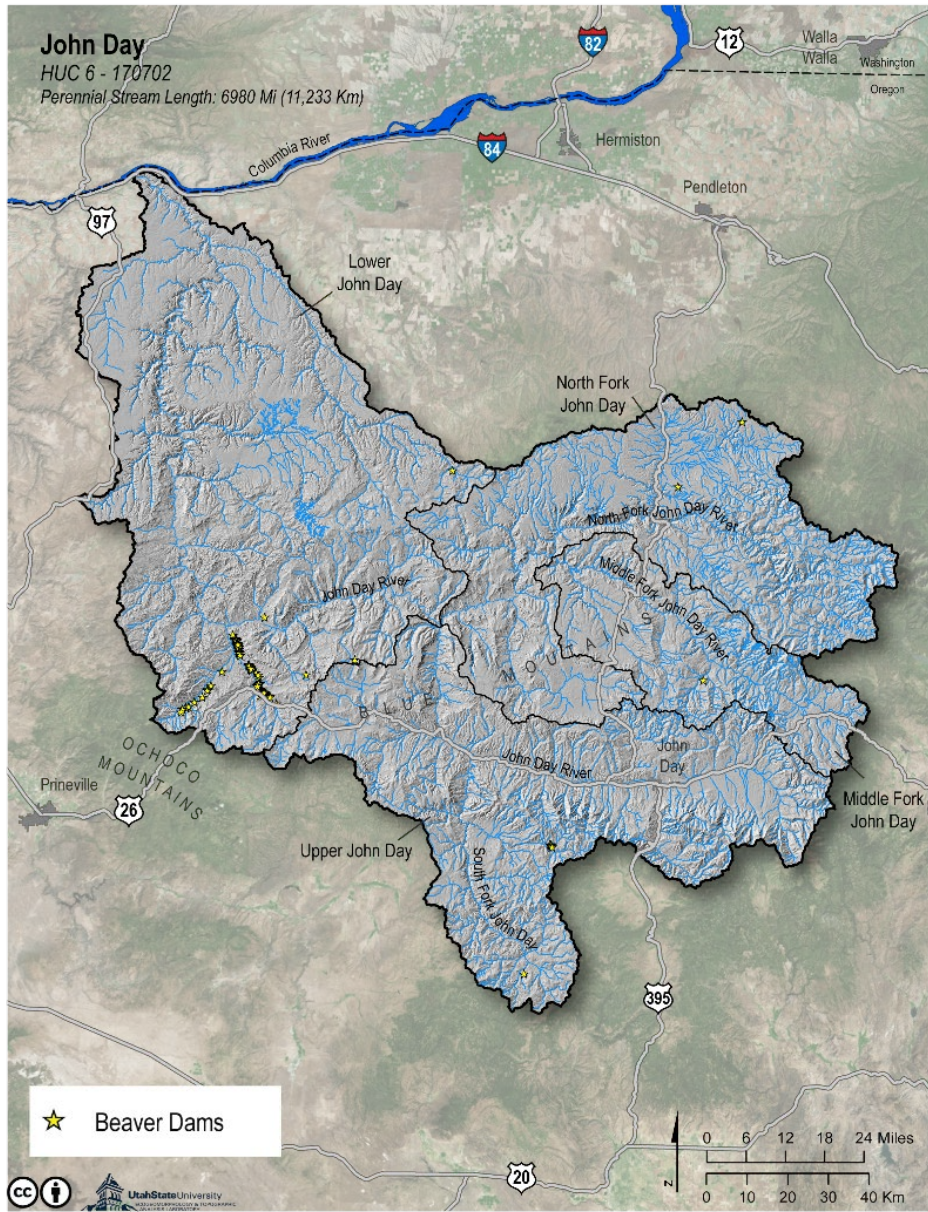 John Day
HUC 6 - 170702
Perennial Stream Length: 6980 Mi (11,233 Km)
82
12
Walla
Walla
Washington
Oregon
Columbia River
84
Hermiston
Pendleton
97
Lower
John Day
North Fork
John Day
North Fork John Day River
Middle Fork John Day River
John Day River
BLUE
MOUTAINS
OCHOCO
MOUNTAINS
Prineville
26
John Day River
John
Day
Middle Fork
John Day
Upper John Day
South Fork John Day
395
Beaver Dams
20
N
0 6 12 18 24 Miles
0 10 20 30 40 Km
cc
UtahStateUniversity